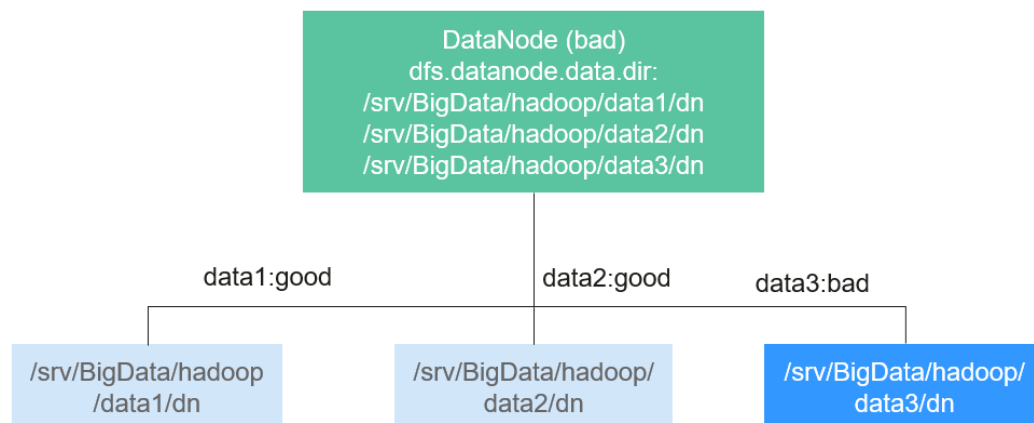 DataNode (bad)
dfs.datanode.data.dir:
/srv/BigData/hadoop/data1/dn
/srv/BigData/hadoop/data2/dn
/srv/BigData/hadoop/data3/dn
data1:good
data2:good
data3:bad
/srv/BigData/hadoop
/data1/dn
/srv/BigData/hadoop/
data2/dn
/srv/BigData/hadoop/
data3/dn